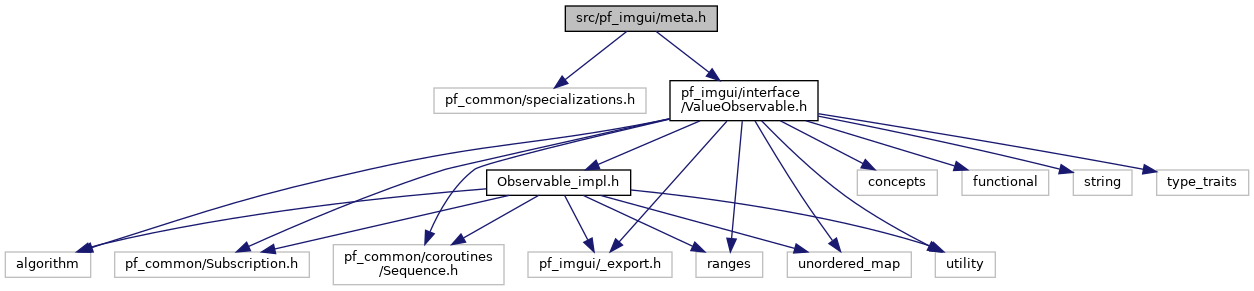 src/pf_imgui/meta.h
pf_common/specializations.h
pf_imgui/interface
/ValueObservable.h
Observable_impl.h
concepts
functional
string
type_traits
algorithm
pf_common/Subscription.h
pf_common/coroutines
/Sequence.h
pf_imgui/_export.h
ranges
unordered_map
utility